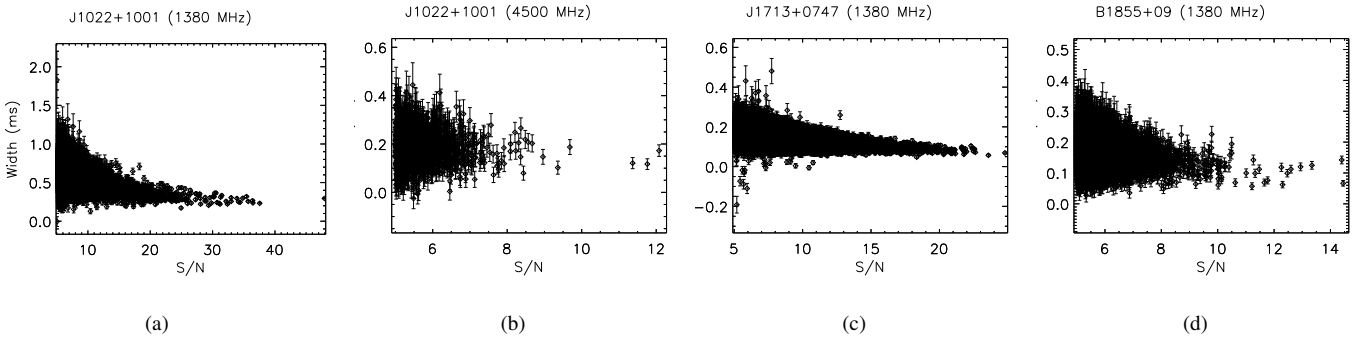 J1022+1001 (1380 MHz)
J1022+1001 (4500 MHz)
J1713+0747 (1380 MHz)
B1855+09 (1380 MHz)
Width (ms)
2.0
1.5
1.0
0.5
0.0
10 20 30 40
S/N
0.6
0.4
0.2
0.0
6 8 10 12
S/N
0.6
0.4
0.2
0.0
−0.2
5 10 15 20
S/N
0.5
0.4
0.3
0.2
0.1
0.0
6 8 10 12 14
S/N
(a)
(b)
(c)
(d)